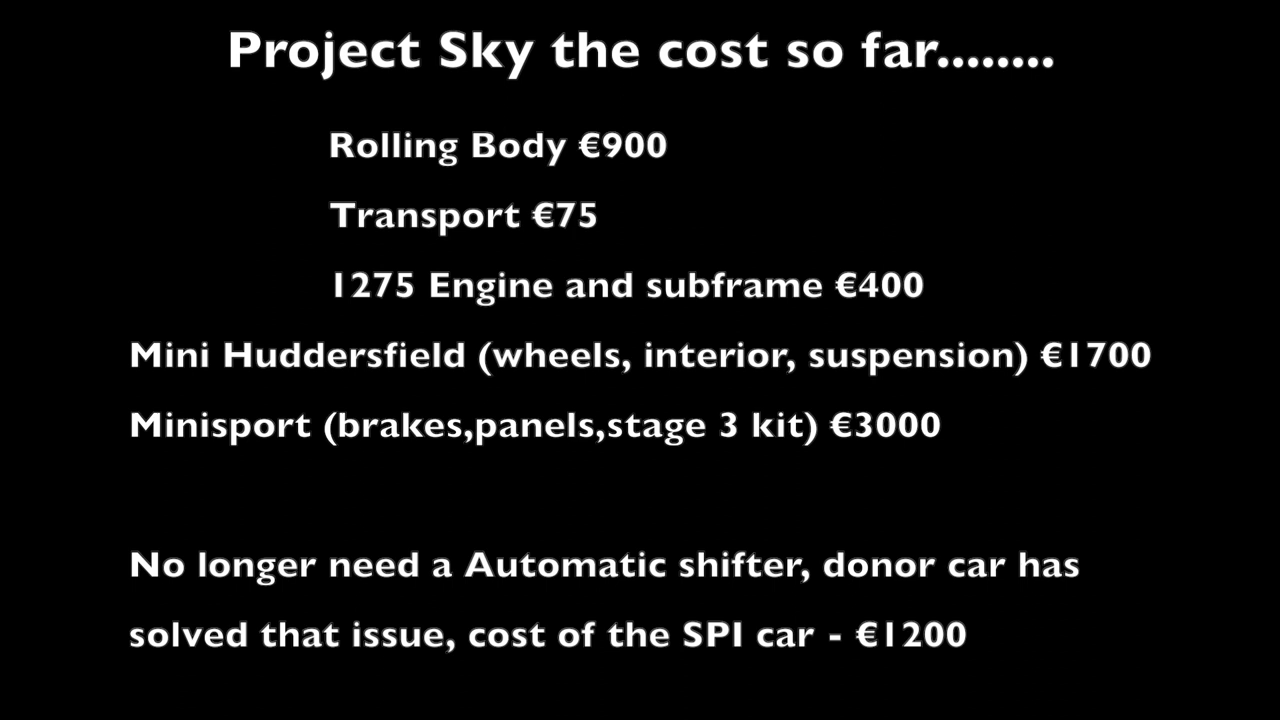 Project Sky the cost so far........
Rolling Body €900
Transport €75
1275 Engine and subframe €400
Mini Huddersfield (wheels, interior, suspension) €1700
Minisport (brakes,panels,stage 3 kit) €3000
No longer need a Automatic shifter, donor car has
solved that issue, cost of the SPI car - €1200